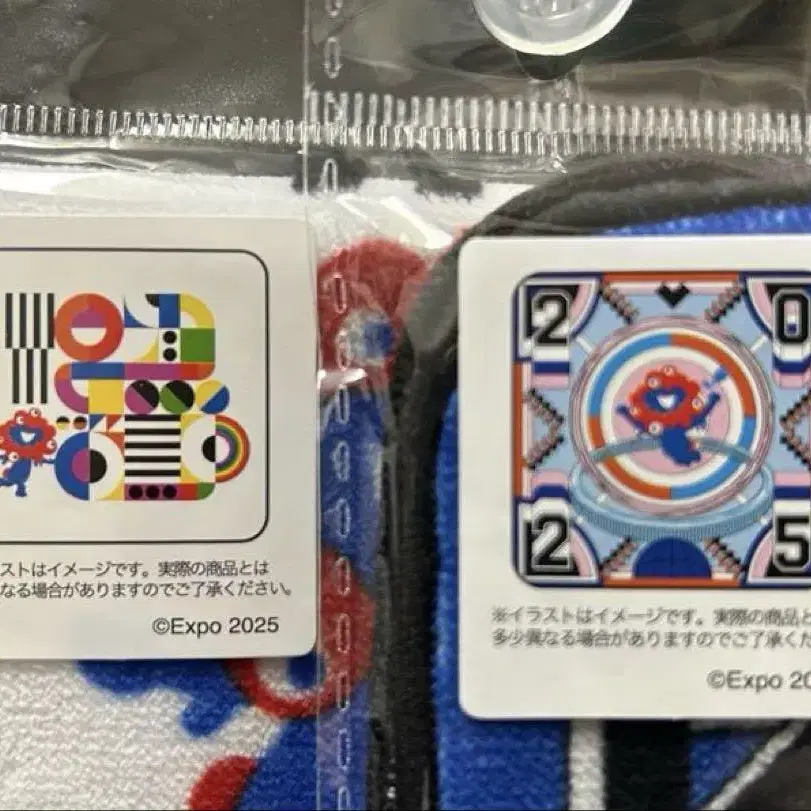 ストはイメージです。実際の商品とは
なる場合がありますのでご了承ください。
©Expo 2025
2 0
2 5
※イラストはイメージです。実際の商品と
多少異なる場合がありますのでご了承くだ
©Expo 20